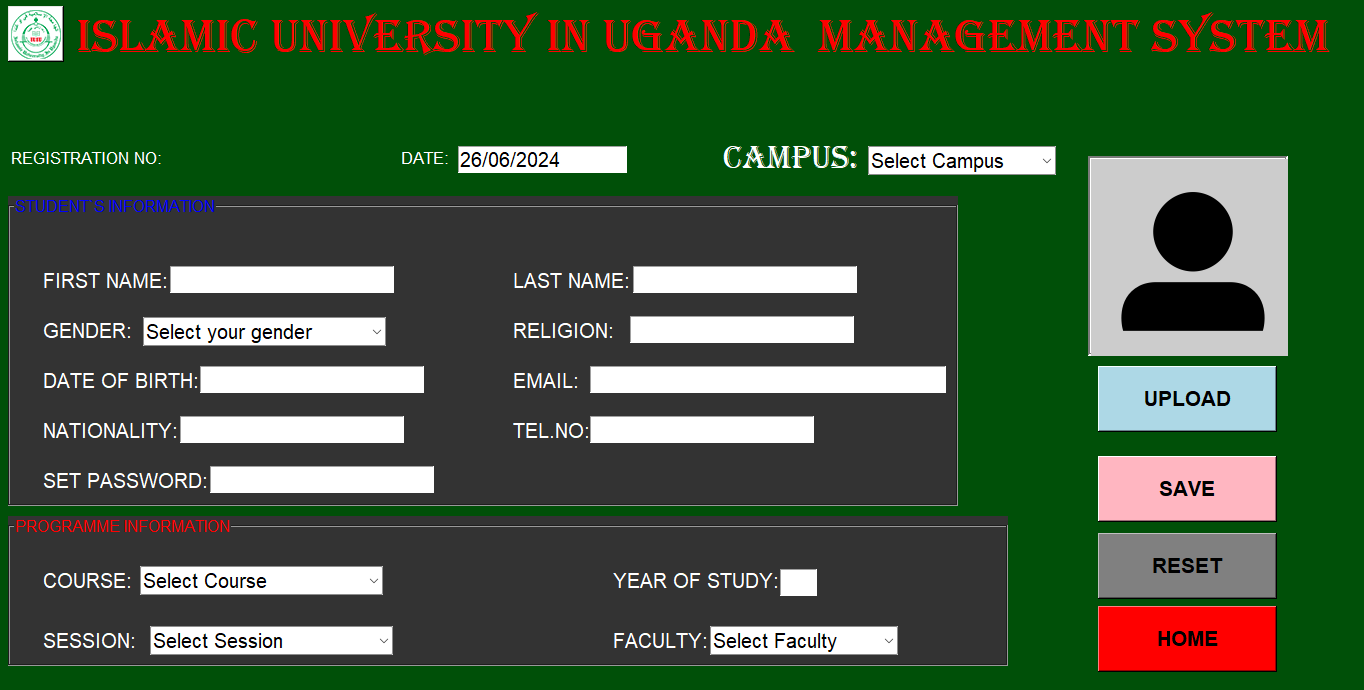 ISLAMIC UNIVERSITY IN UGANDA MANAGEMENT SYSTEM
REGISTRATION NO: DATE: 26/06/2024 CAMPUS: Select Campus
STUDENT`S INFORMATION
FIRST NAME: LAST NAME:
GENDER: Select your gender RELIGION:
DATE OF BIRTH: EMAIL:
NATIONALITY: TEL.NO:
SET PASSWORD:
UPLOAD
SAVE
RESET
HOME
PROGRAMME INFORMATION
COURSE: Select Course YEAR OF STUDY:
SESSION: Select Session FACULTY: Select Faculty